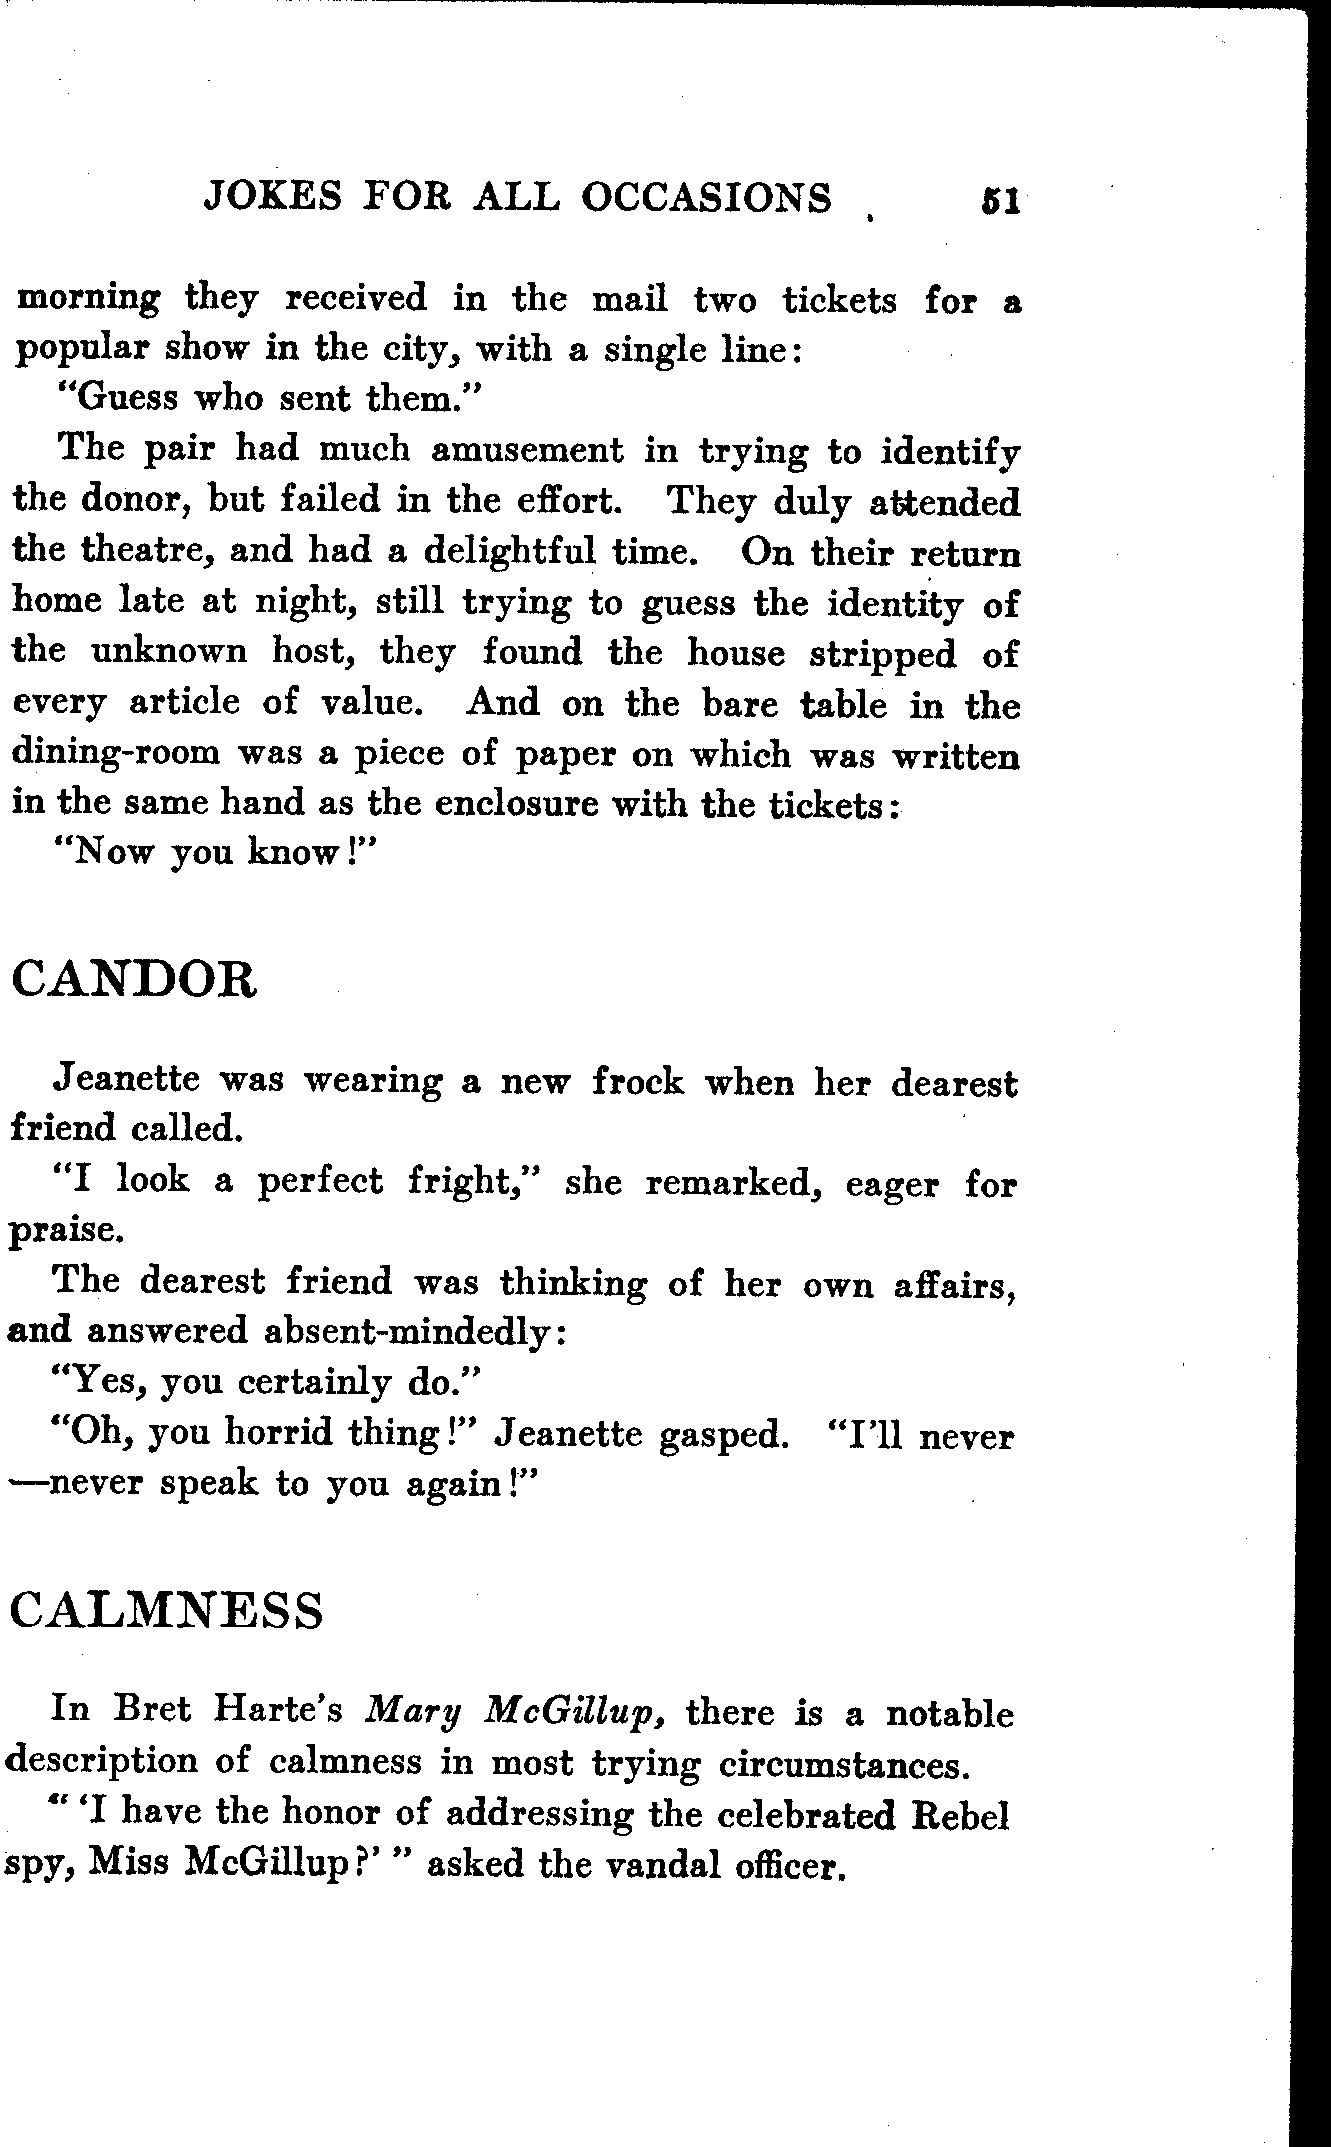 JOKES FOR ALL OCCASIONS 51
morning they received in the mail two tickets for a
popular show in the city, with a single line:
"Guess who sent them."
The pair had much amusement in trying to identify
the donor, but failed in the effort. They duly attended
the theatre, and had a delightful time. On their return
home late at night, still trying to guess the identity of
the unknown host, they found the house stripped of
every article of value. And on the bare table in the
dining-room was a piece of paper on which was written
in the same hand as the enclosure with the tickets:
"Now you know!"
CANDOR
Jeanette was wearing a new frock when her dearest
friend called.
"I look a perfect fright," she remarked, eager for
praise.
The dearest friend was thinking of her own affairs,
and answered absent-mindedly:
"Yes, you certainly do."
"Oh, you horrid thing!" Jeanette gasped. "I'll never
—never speak to you again!"
CALMNESS
In Bret Harte's Mary McGillup, there is a notable
description of calmness in most trying circumstances.
" 'I have the honor of addressing the celebrated Rebel
spy, Miss McGillup?' " asked the vandal officer.